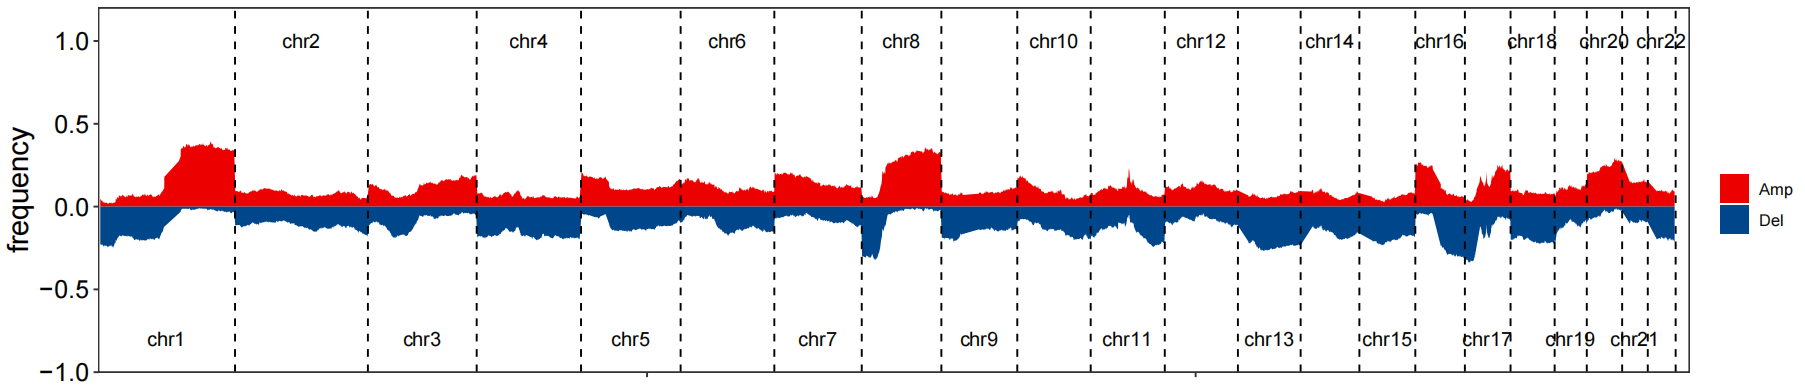 1.0
chr2 chr4 chr6 chr8 chr10 chr12 chr14 chr16 chr18 chr20 chr22
0.5
0.0
−0.5
−1.0
frequency
chr1 chr3 chr5 chr7 chr9 chr11 chr13 chr15 chr17 chr19 chr21
Amp
Del